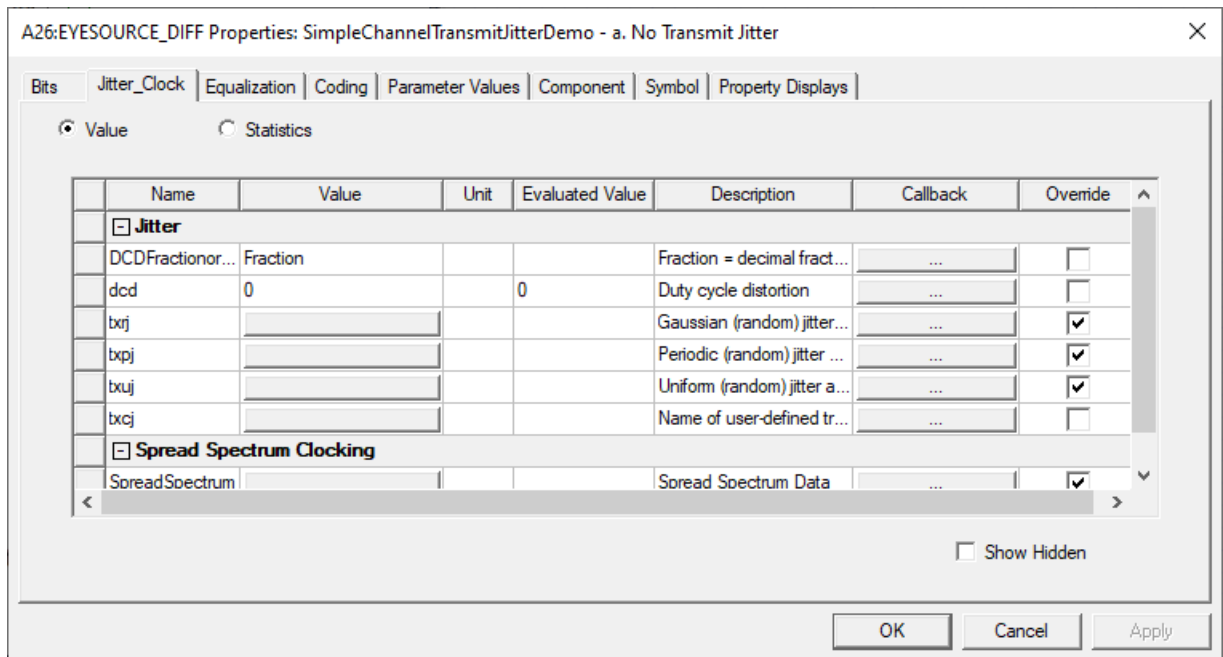 A26:EYESOURCE_DIFF Properties: SimpleChannelTransmitJitterDemo - a. No Transmit Jitter
Bits Jitter_Clock Equalization Coding Parameter Values Component Symbol Property Displays
Value Statistics
Name Value Unit Evaluated Value Description Callback Override
Jitter
DCDFractionor... Fraction Fraction = decimal fract... ...
dcd 0 0 Duty cycle distortion ...
txrj Gaussian (random) jitter... ...
txpj Periodic (random) jitter ... ...
txuj Uniform (random) jitter a... ...
txcj Name of user-defined tr... ...
Spread Spectrum Clocking
SpreadSpectrum Spread Spectrum Data ...
Show Hidden
OK Cancel Apply